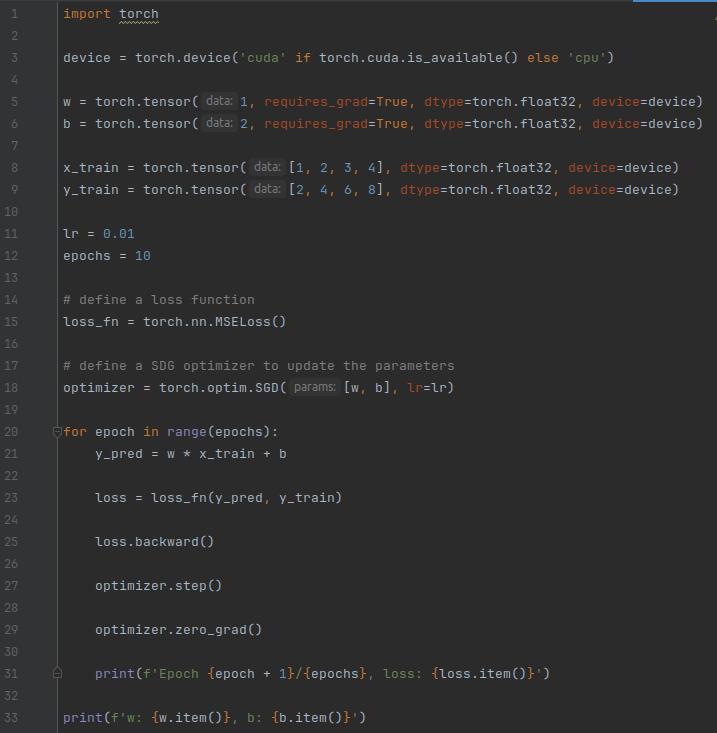 1 import torch
2
3 device = torch.device('cuda' if torch.cuda.is_available() else 'cpu')
4
5 w = torch.tensor( data: 1, requires_grad=True, dtype=torch.float32, device=device)
6 b = torch.tensor( data: 2, requires_grad=True, dtype=torch.float32, device=device)
7
8 x_train = torch.tensor( data: [1, 2, 3, 4], dtype=torch.float32, device=device)
9 y_train = torch.tensor( data: [2, 4, 6, 8], dtype=torch.float32, device=device)
10
11 lr = 0.01
12 epochs = 10
13
14 # define a loss function
15 loss_fn = torch.nn.MSELoss()
16
17 # define a SDG optimizer to update the parameters
18 optimizer = torch.optim.SGD( params: [w, b], lr=lr)
19
20 for epoch in range(epochs):
21     y_pred = w * x_train + b
22
23     loss = loss_fn(y_pred, y_train)
24
25     loss.backward()
26
27     optimizer.step()
28
29     optimizer.zero_grad()
30
31     print(f'Epoch {epoch + 1}/{epochs}, loss: {loss.item()}')
32
33 print(f'w: {w.item()}, b: {b.item()}')